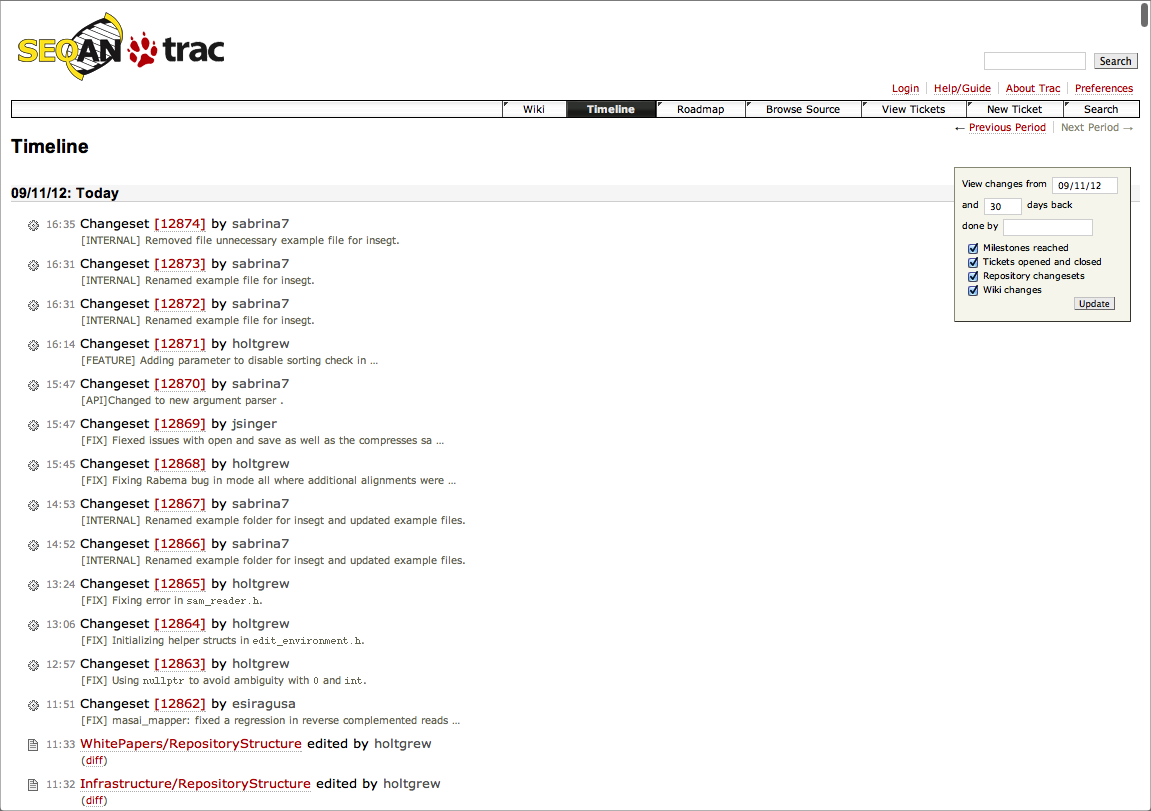 SEQAN trac
Search
Login Help/Guide About Trac Preferences
Wiki Timeline Roadmap Browse Source View Tickets New Ticket Search
← Previous Period Next Period →
Timeline
09/11/12: Today
View changes from 09/11/12
and 30 days back
done by
Milestones reached
Tickets opened and closed
Repository changesets
Wiki changes
Update
16:35 Changeset [12874] by sabrina7
[INTERNAL] Removed file unnecessary example file for insegt.
16:31 Changeset [12873] by sabrina7
[INTERNAL] Renamed example file for insegt.
16:31 Changeset [12872] by sabrina7
[INTERNAL] Renamed example file for insegt.
16:14 Changeset [12871] by holtgrew
[FEATURE] Adding parameter to disable sorting check in ...
15:47 Changeset [12870] by sabrina7
[API]Changed to new argument parser .
15:47 Changeset [12869] by jsinger
[FIX] Fiexed issues with open and save as well as the compresses sa ...
15:45 Changeset [12868] by holtgrew
[FIX] Fixing Rabema bug in mode all where additional alignments were ...
14:53 Changeset [12867] by sabrina7
[INTERNAL] Renamed example folder for insegt and updated example files.
14:52 Changeset [12866] by sabrina7
[INTERNAL] Renamed example folder for insegt and updated example files.
13:24 Changeset [12865] by holtgrew
[FIX] Fixing error in sam_reader.h.
13:06 Changeset [12864] by holtgrew
[FIX] Initializing helper structs in edit_environment.h.
12:57 Changeset [12863] by holtgrew
[FIX] Using nullptr to avoid ambiguity with 0 and int.
11:51 Changeset [12862] by esiragusa
[FIX] masai_mapper: fixed a regression in reverse complemented reads ...
11:33 WhitePapers/RepositoryStructure edited by holtgrew
(diff)
11:32 Infrastructure/RepositoryStructure edited by holtgrew
(diff)